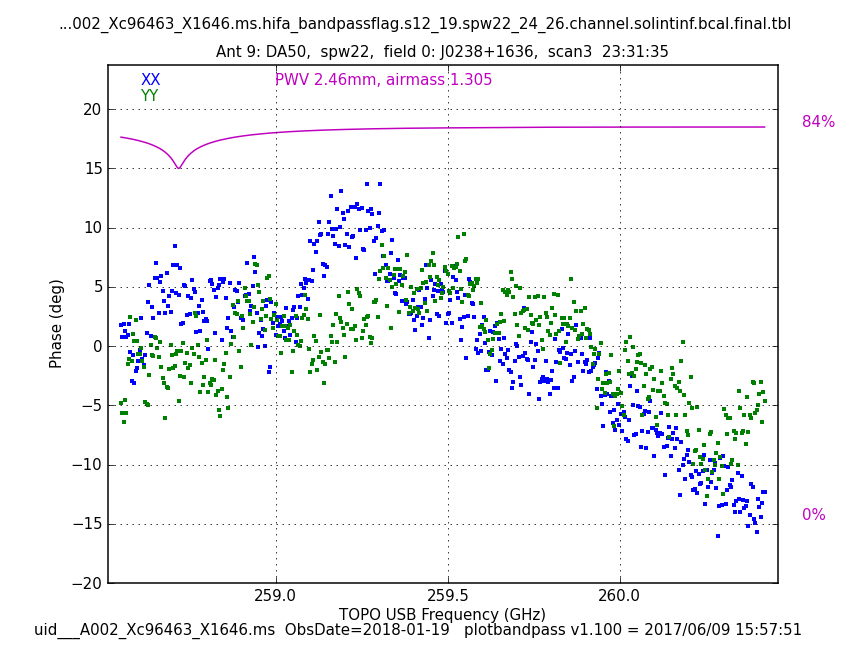 ...002_Xc96463_X1646.ms.hifa_bandpassflag.s12_19.spw22_24_26.channel.solintinf.bcal.final.tbl
Ant 9: DA50,  spw22,  field 0: J0238+1636,  scan3  23:31:35
XX
PWV 2.46mm, airmass 1.305
YY
84%
0%
20
15
10
5
0
−5
−10
−15
−20
Phase (deg)
259.0
259.5
260.0
TOPO USB Frequency (GHz)
uid___A002_Xc96463_X1646.ms  ObsDate=2018-01-19   plotbandpass v1.100 = 2017/06/09 15:57:51